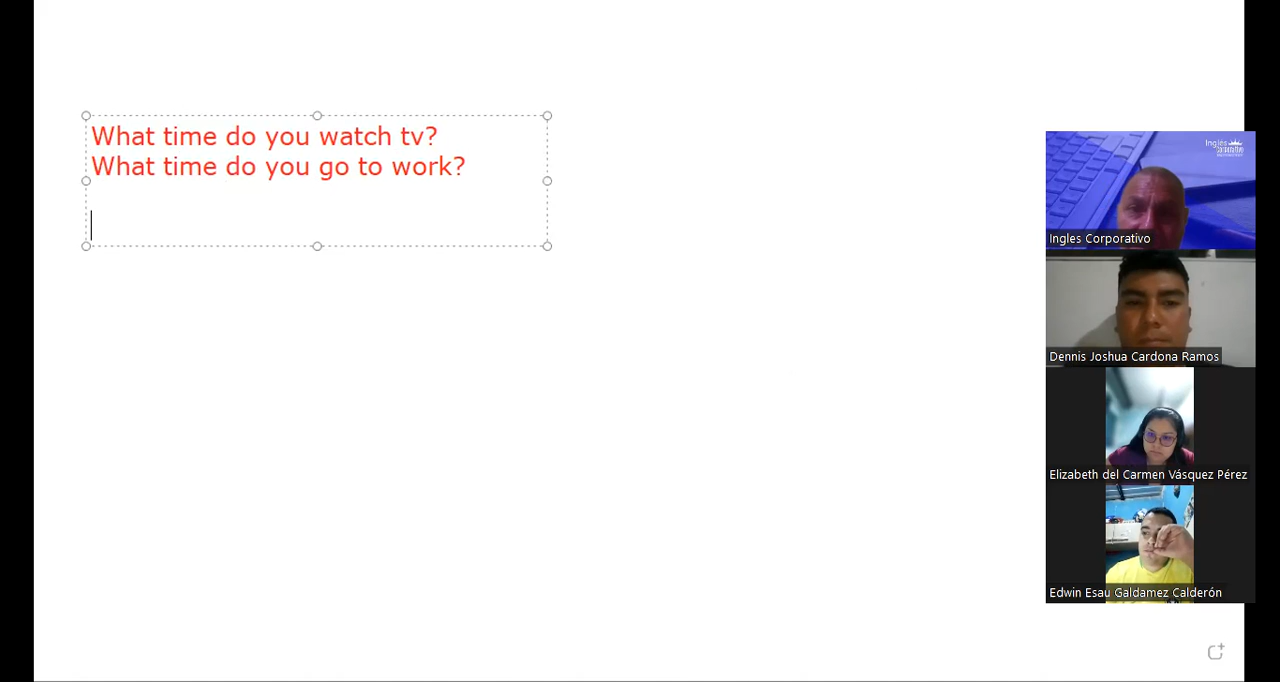 What time do you watch tv?
What time do you go to work?
Inglés
Ingles Corporativo
Dennis Joshua Cardona Ramos
Elizabeth del Carmen Vásquez Pérez
Edwin Esau Galdamez Calderón